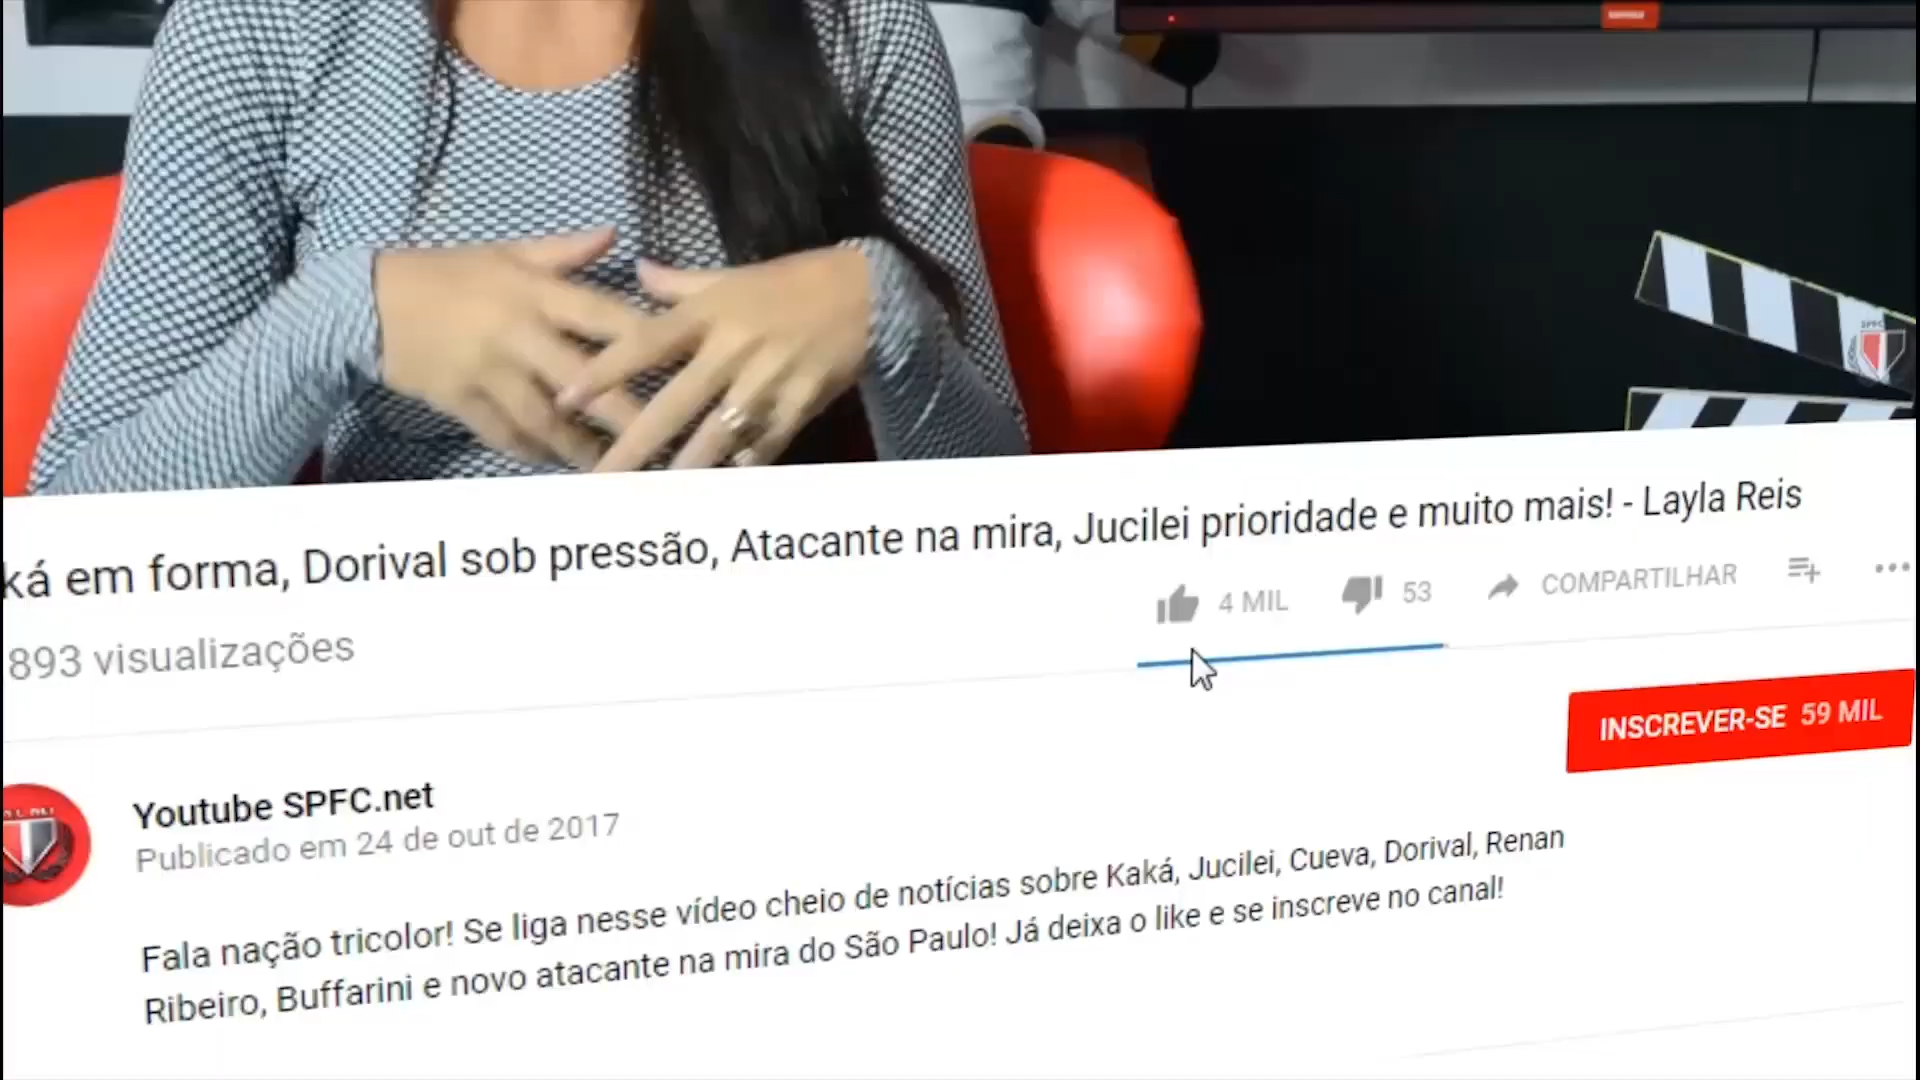 ká em forma, Dorival sob pressão, Atacante na mira, Jucilei prioridade e muito mais! - Layla Reis
893 visualizações
4 MIL 53 COMPARTILHAR
INSCREVER-SE 59 MIL
Youtube SPFC.net
Publicado em 24 de out de 2017
Fala nação tricolor! Se liga nesse vídeo cheio de notícias sobre Kaká, Jucilei, Cueva, Dorival, Renan
Ribeiro, Buffarini e novo atacante na mira do São Paulo! Já deixa o like e se inscreve no canal!
SPFC